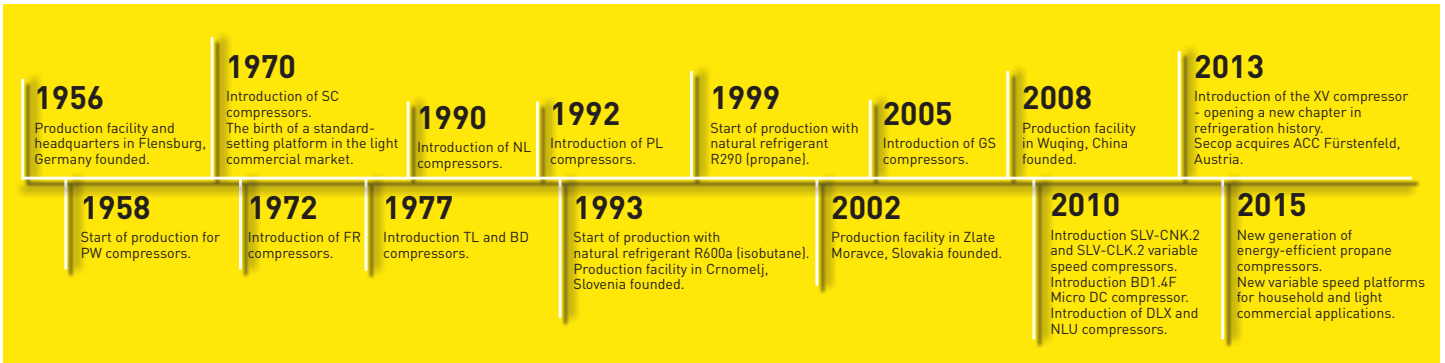 1956
Production facility and
headquarters in Flensburg,
Germany founded.
1958
Start of production for
PW compressors.
1970
Introduction of SC
compressors.
The birth of a standard-
setting platform in the light
commercial market.
1972
Introduction of FR
compressors.
1977
Introduction TL and BD
compressors.
1990
Introduction of NL
compressors.
1992
Introduction of PL
compressors.
1993
Start of production with
natural refrigerant R600a (isobutane).
Production facility in Crnomelj,
Slovenia founded.
1999
Start of production with
natural refrigerant
R290 (propane).
2002
Production facility in Zlate
Moravce, Slovakia founded.
2005
Introduction of GS
compressors.
2008
Production facility
in Wuqing, China
founded.
2010
Introduction SLV-CNK.2
and SLV-CLK.2 variable
speed compressors.
Introduction BD1.4F
Micro DC compressor.
Introduction of DLX and
NLU compressors.
2013
Introduction of the XV compressor
- opening a new chapter in
refrigeration history.
Secop acquires ACC Fürstenfeld,
Austria.
2015
New generation of
energy-efficient propane
compressors.
New variable speed platforms
for household and light
commercial applications.